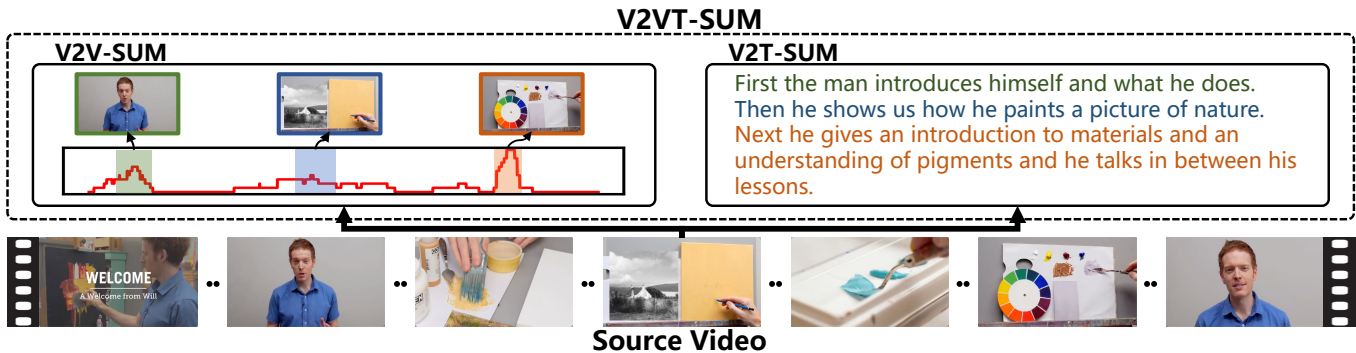 V2VT-SUM
V2V-SUM
V2T-SUM
First the man introduces himself and what he does.
Then he shows us how he paints a picture of nature.
Next he gives an introduction to materials and an
understanding of pigments and he talks in between his
lessons.
WELCOME
A Welcome from Will
Source Video